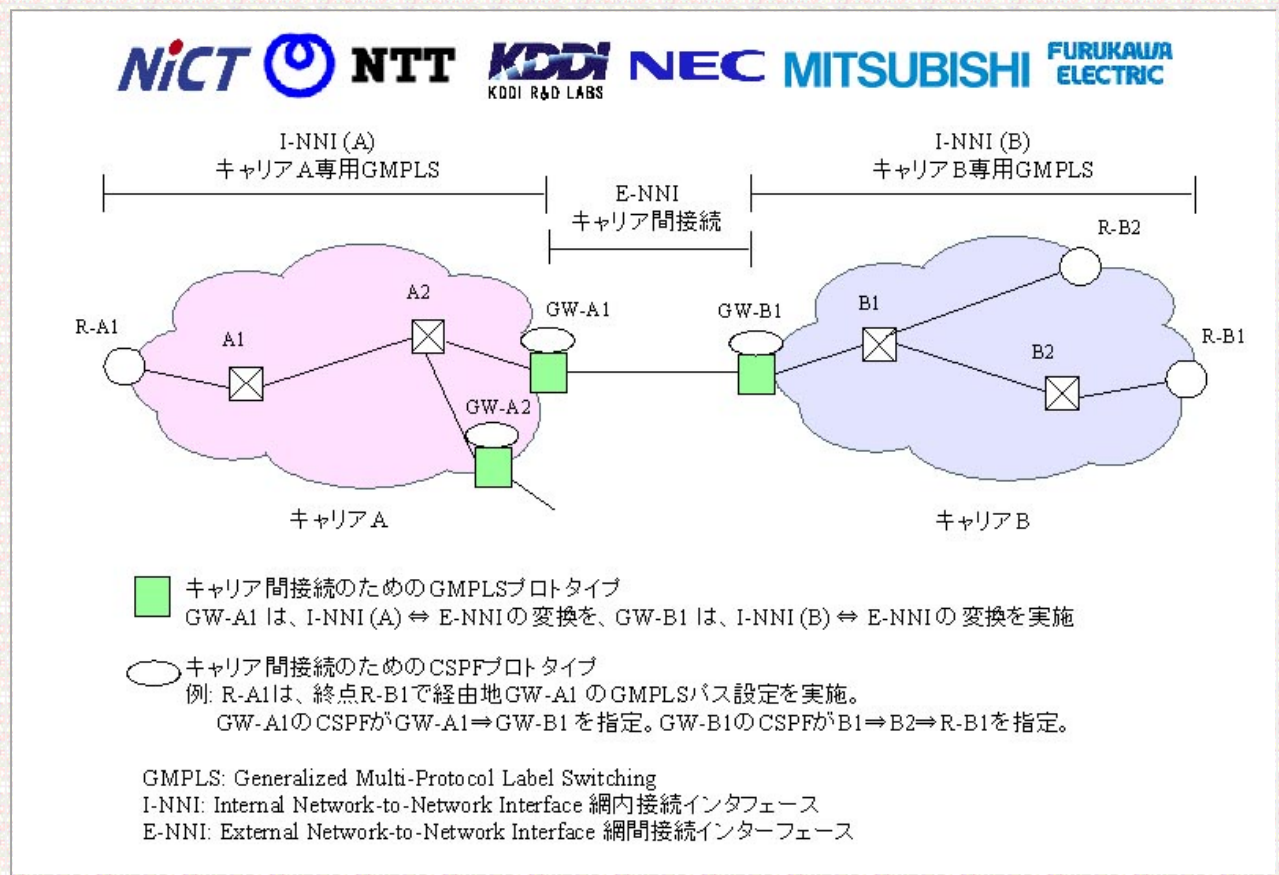 NiCT NTT KDDI NEC MITSUBISHI FURUKAWA ELECTRIC
KDDI R&D LABS
I-NNI (A)
キャリアA専用GMPLS
I-NNI (B)
キャリアB専用GMPLS
E-NNI
キャリア間接続
R-B2
A2
GW-A1
GW-B1
B1
R-A1
A1
B2
R-B1
GW-A2
キャリアA
キャリアB
キャリア間接続のためのGMPLSプロトタイプ
GW-A1 は、I-NNI (A) ⇔ E-NNIの変換を、GW-B1 は、I-NNI (B) ⇔ E-NNIの変換を実施
キャリア間接続のためのCSPFプロトタイプ
例: R-A1は、終点R-B1で経由地GW-A1 のGMPLSパス設定を実施。
GW-A1のCSPFがGW-A1⇒GW-B1 を指定。GW-B1のCSPFがB1⇒B2⇒R-B1を指定。
GMPLS: Generalized Multi-Protocol Label Switching
I-NNI: Internal Network-to-Network Interface 網内接続インタフェース
E-NNI: External Network-to-Network Interface 網間接続インターフェース